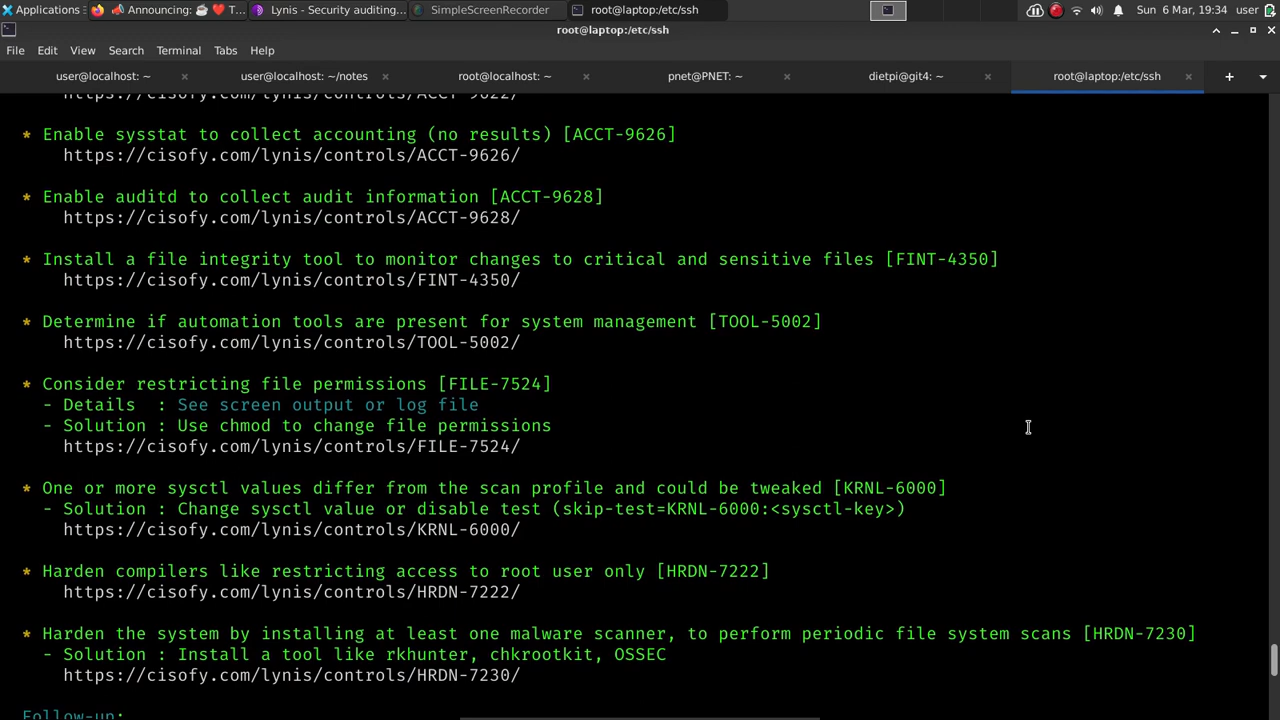 Applications
📣 Announcing: ☕ ❤️ T...
Lynis - Security auditing...
SimpleScreenRecorder
root@laptop:/etc/ssh
Sun 6 Mar, 19:34 user
root@laptop:/etc/ssh
File Edit View Search Terminal Tabs Help
user@localhost: ~ × user@localhost: ~/notes × root@localhost: ~ × pnet@PNET: ~ × dietpi@git4: ~ × root@laptop:/etc/ssh × +
https://cisofy.com/lynis/controls/ACCT-9622/
* Enable sysstat to collect accounting (no results) [ACCT-9626]
https://cisofy.com/lynis/controls/ACCT-9626/
* Enable auditd to collect audit information [ACCT-9628]
https://cisofy.com/lynis/controls/ACCT-9628/
* Install a file integrity tool to monitor changes to critical and sensitive files [FINT-4350]
https://cisofy.com/lynis/controls/FINT-4350/
* Determine if automation tools are present for system management [TOOL-5002]
https://cisofy.com/lynis/controls/TOOL-5002/
* Consider restricting file permissions [FILE-7524]
- Details  : See screen output or log file
- Solution : Use chmod to change file permissions
https://cisofy.com/lynis/controls/FILE-7524/
* One or more sysctl values differ from the scan profile and could be tweaked [KRNL-6000]
- Solution : Change sysctl value or disable test (skip-test=KRNL-6000:<sysctl-key>)
https://cisofy.com/lynis/controls/KRNL-6000/
* Harden compilers like restricting access to root user only [HRDN-7222]
https://cisofy.com/lynis/controls/HRDN-7222/
* Harden the system by installing at least one malware scanner, to perform periodic file system scans [HRDN-7230]
- Solution : Install a tool like rkhunter, chkrootkit, OSSEC
https://cisofy.com/lynis/controls/HRDN-7230/
Follow-up: